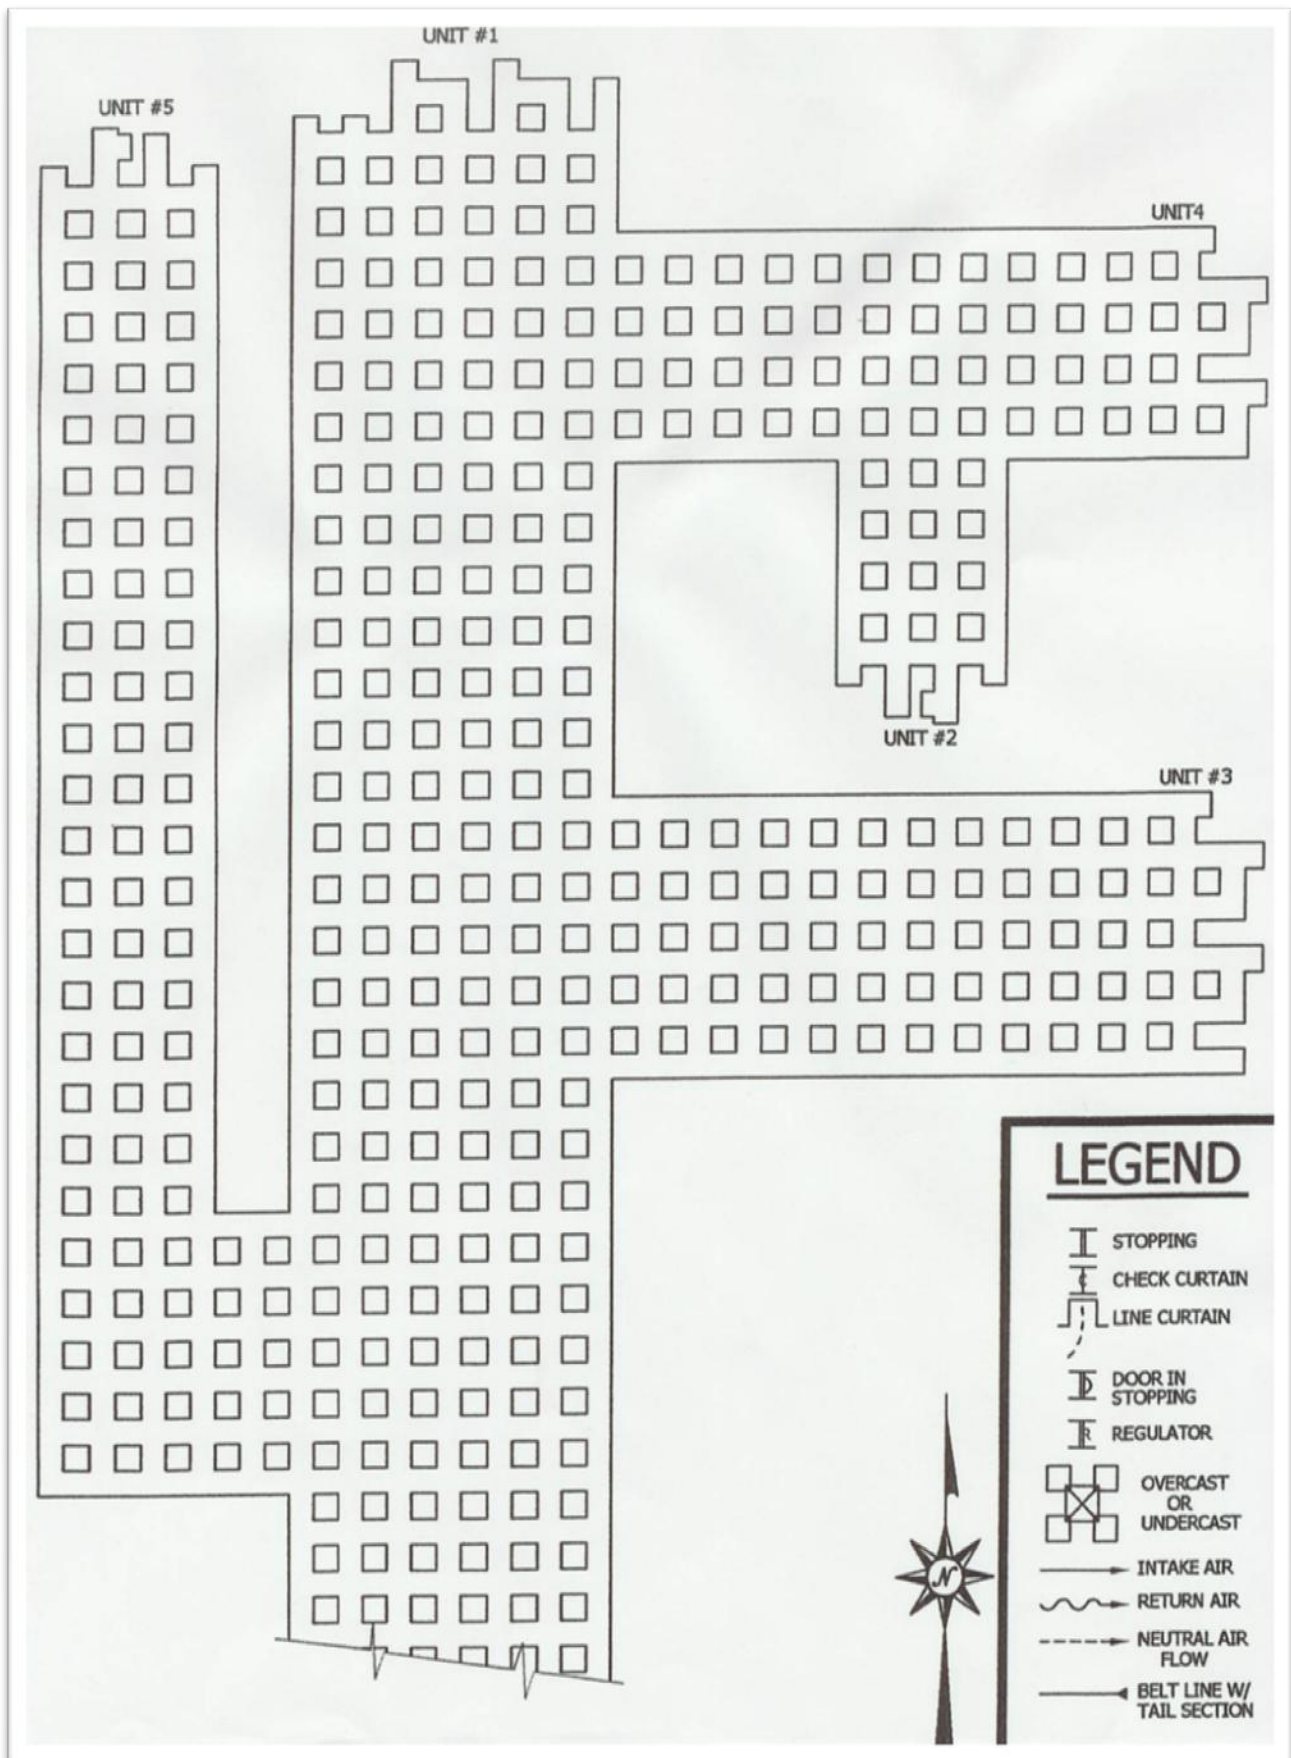 UNIT #1
UNIT #5
UNIT4
UNIT #2
UNIT #3
LEGEND
STOPPING
C
CHECK CURTAIN
LINE CURTAIN
D
DOOR IN
STOPPING
R
REGULATOR
OVERCAST
OR
UNDERCAST
INTAKE AIR
RETURN AIR
NEUTRAL AIR
FLOW
BELT LINE W/
TAIL SECTION
N